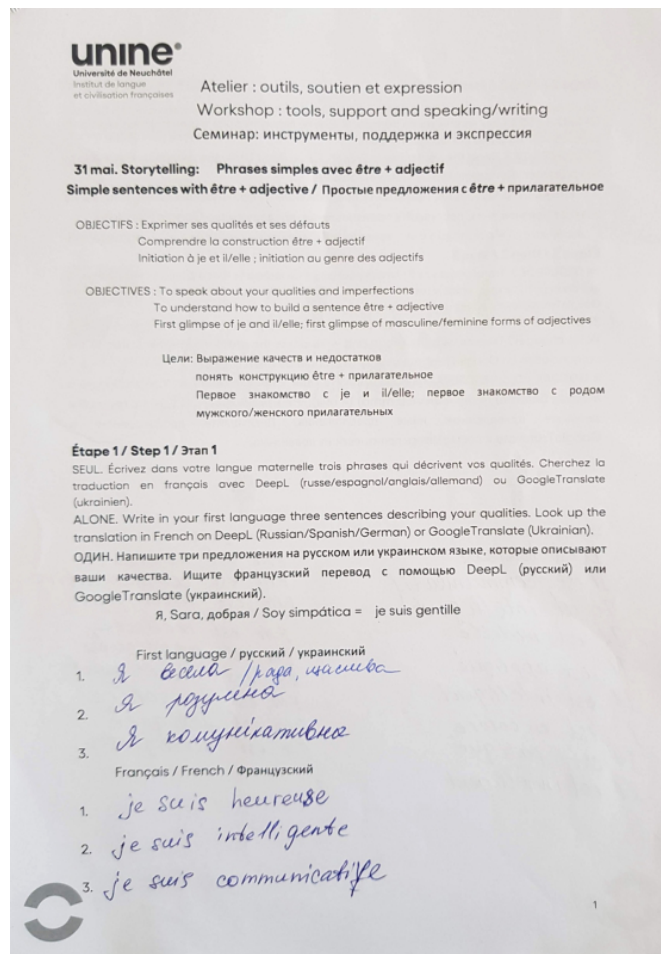 unine®
Université de Neuchâtel
Institut de langue
et civilisation françaises
Atelier : outils, soutien et expression
Workshop : tools, support and speaking/writing
Семинар: инструменты, поддержка и экспрессия
31 mai. Storytelling: Phrases simples avec être + adjectif
Simple sentences with être + adjective / Простые предложения с être + прилагательное
OBJECTIFS : Exprimer ses qualités et ses défauts
Comprendre la construction être + adjectif
Initiation à je et il/elle ; initiation au genre des adjectifs
OBJECTIVES : To speak about your qualities and imperfections
To understand how to build a sentence être + adjective
First glimpse of je and il/elle; first glimpse of masculine/feminine forms of adjectives
Цели: Выражение качеств и недостатков
понять конструкцию être + прилагательное
Первое знакомство с je и il/elle; первое знакомство с родом
мужского/женского прилагательных
Étape 1 / Step 1 / Этап 1
SEUL. Écrivez dans votre langue maternelle trois phrases qui décrivent vos qualités. Cherchez la
traduction en français avec DeepL (russe/espagnol/anglais/allemand) ou GoogleTranslate
(ukrainien).
ALONE. Write in your first language three sentences describing your qualities. Look up the
translation in French on DeepL (Russian/Spanish/German) or GoogleTranslate (Ukrainian).
ОДИН. Напишите три предложения на русском или украинском языке, которые описывают
ваши качества. Ищите французский перевод с помощью DeepL (русский) или
GoogleTranslate (украинский).
Я, Sara, добрая / Soy simpática = je suis gentille
First language / русский / украинский
1. Я весела /рада, щаслива
2. Я розумна
3. Я комунікативна
Français / French / Французский
1. je suis heureuse
2. je suis intelligente
3. je suis communicative
1